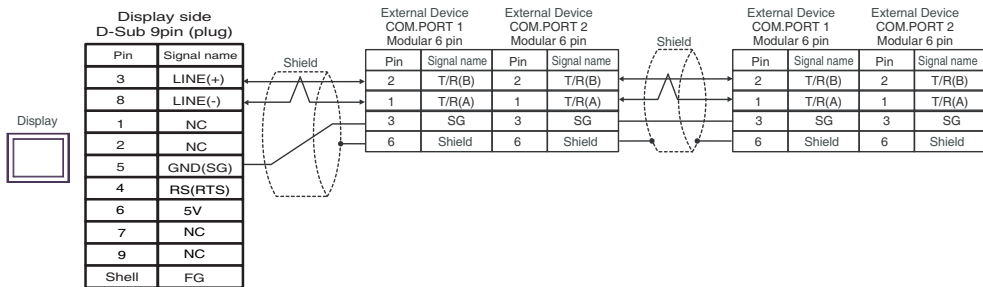 Display
Display side
D-Sub 9pin (plug)
Pin Signal name
3 LINE(+)
8 LINE(-)
1 NC
2 NC
5 GND(SG)
4 RS(RTS)
6 5V
7 NC
9 NC
Shell FG
Shield
External Device External Device
COM.PORT 1 COM.PORT 2
Modular 6 pin Modular 6 pin
Pin Signal name Pin Signal name
2 T/R(B) 2 T/R(B)
1 T/R(A) 1 T/R(A)
3 SG 3 SG
6 Shield 6 Shield
Shield
External Device External Device
COM.PORT 1 COM.PORT 2
Modular 6 pin Modular 6 pin
Pin Signal name Pin Signal name
2 T/R(B) 2 T/R(B)
1 T/R(A) 1 T/R(A)
3 SG 3 SG
6 Shield 6 Shield